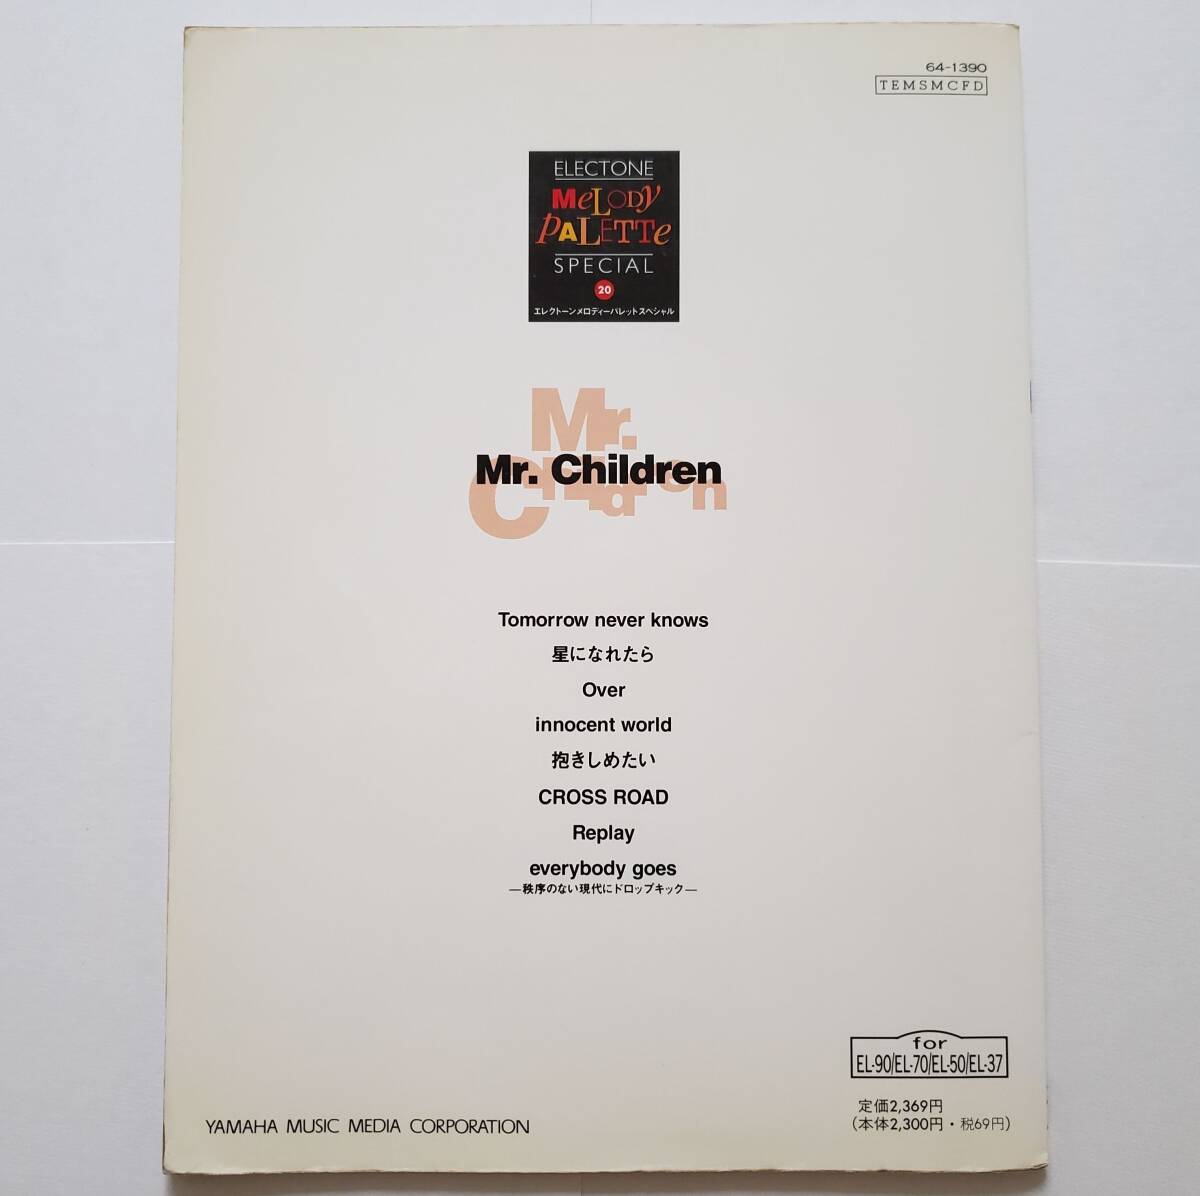 64-1390
TEMSMCFD
ELECTONE
MeLODy
PALETTe
SPECIAL
20
エレクトーンメロディーパレットスペシャル
Mr.
Children
Mr. Children
Tomorrow never knows
星になれたら
Over
innocent world
抱きしめたい
CROSS ROAD
Replay
everybody goes
―秩序のない現代にドロップキック―
for
EL-90/EL-70/EL-50/EL-37
定価2,369円
(本体2,300円・税69円)
YAMAHA MUSIC MEDIA CORPORATION